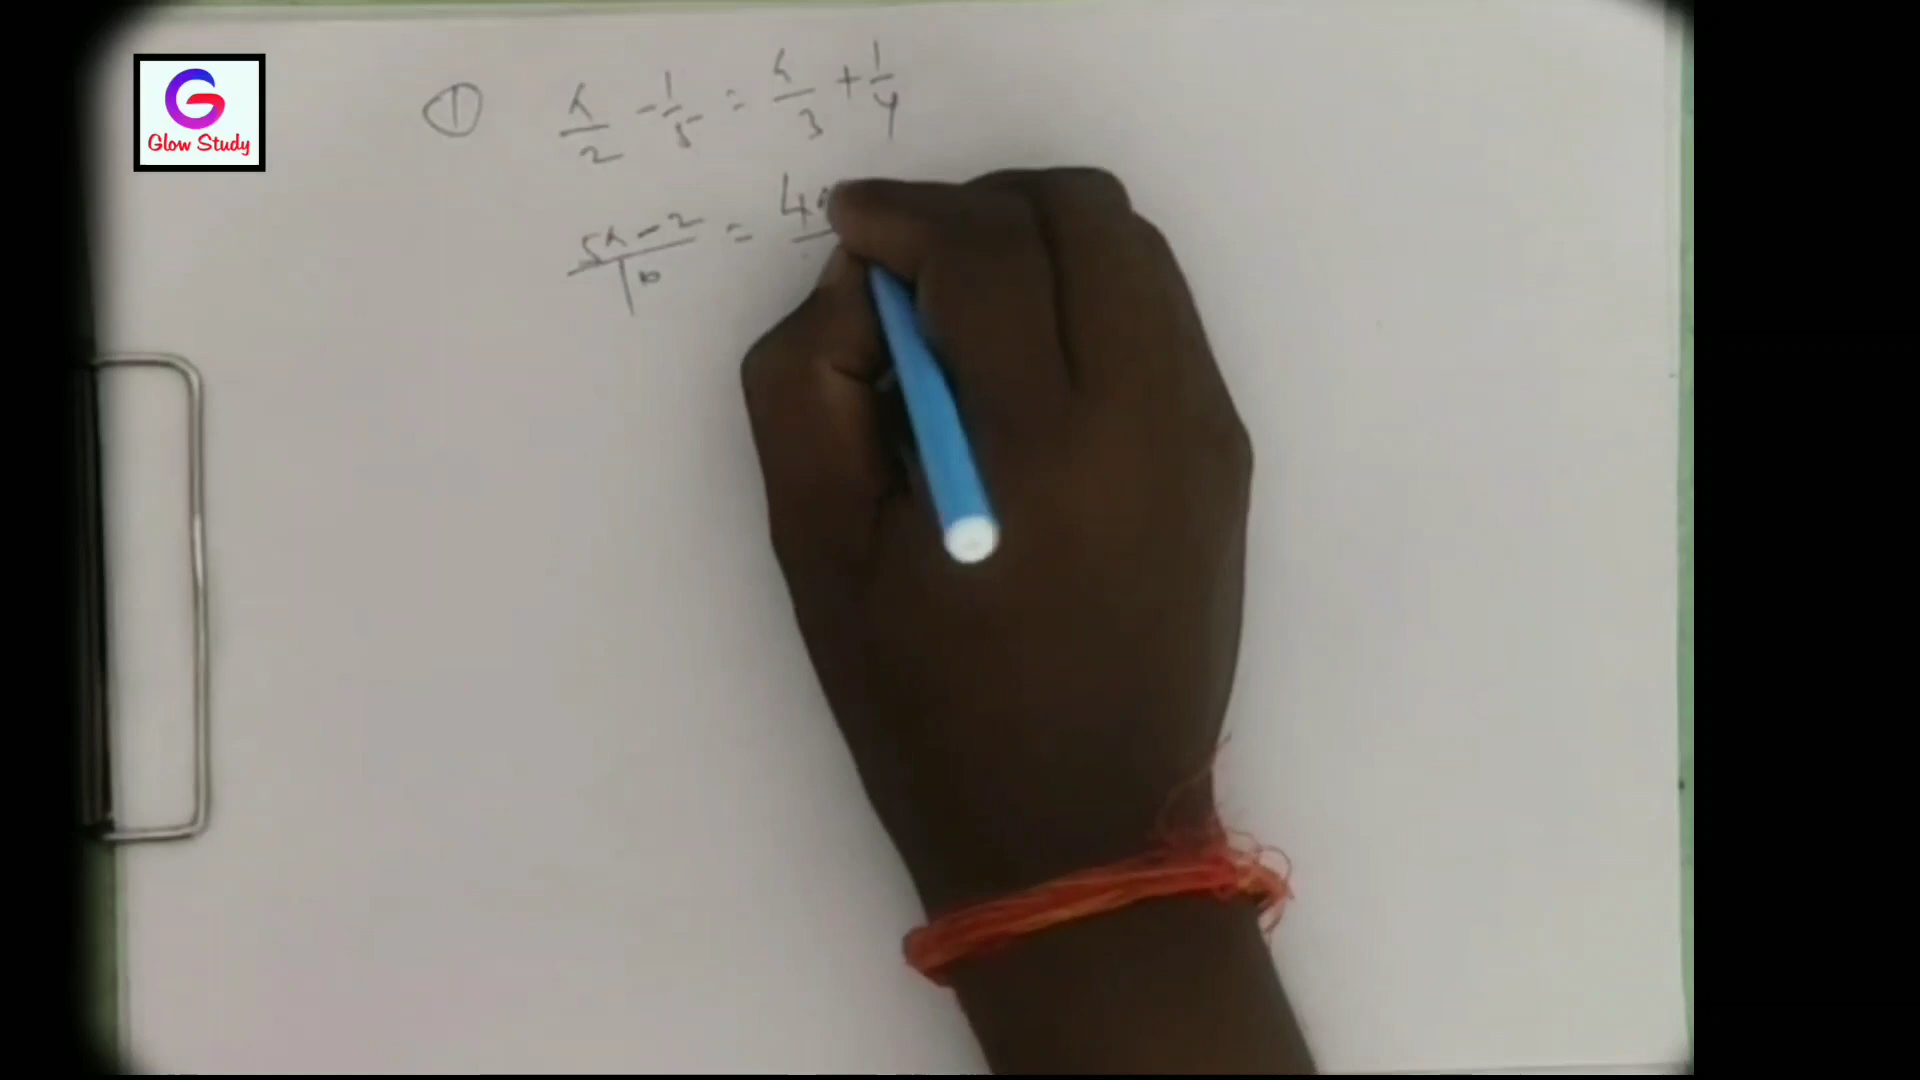 G
Glow Study
① x/2 - 1/5 = x/3 + 1/4
5x - 2/10 = 4